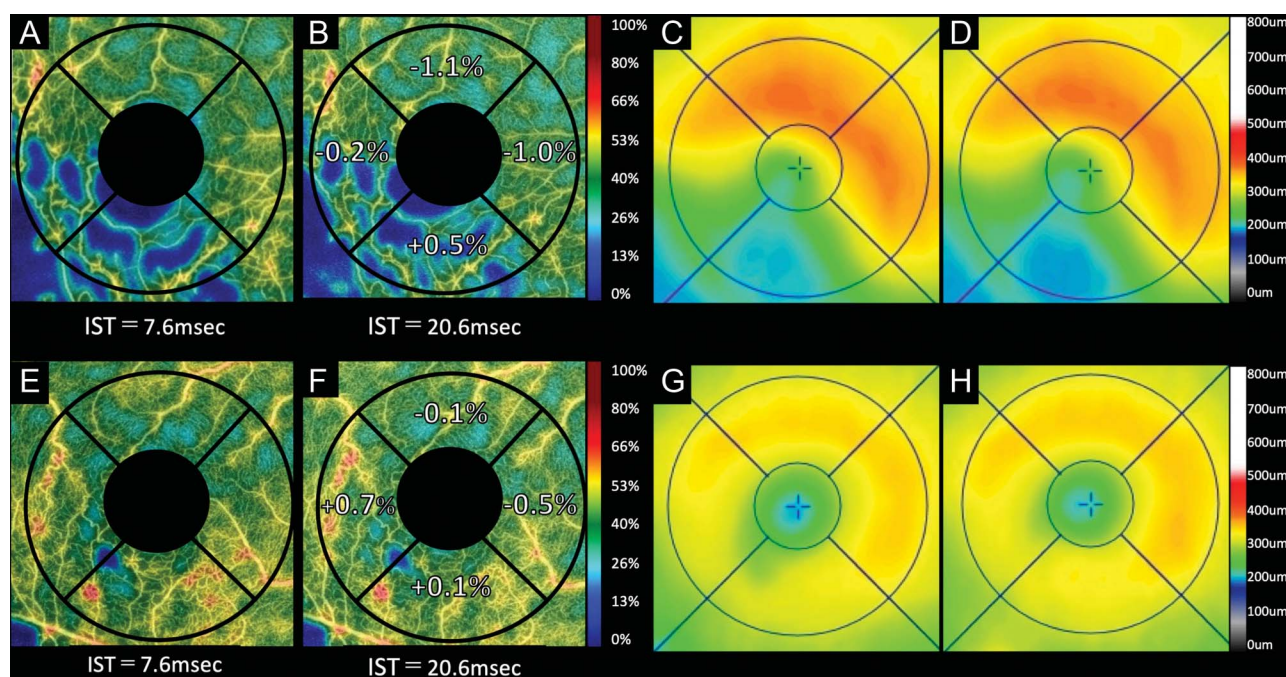 A
B
C
D
-1.1%
-0.2%
-1.0%
+0.5%
100%
80%
66%
53%
40%
26%
13%
0%
800um
700um
600um
500um
400um
300um
200um
100um
0um
IST = 7.6msec
IST = 20.6msec
E
F
G
H
-0.1%
+0.7%
-0.5%
+0.1%
100%
80%
66%
53%
40%
26%
13%
0%
800um
700um
600um
500um
400um
300um
200um
100um
0um
IST = 7.6msec
IST = 20.6msec